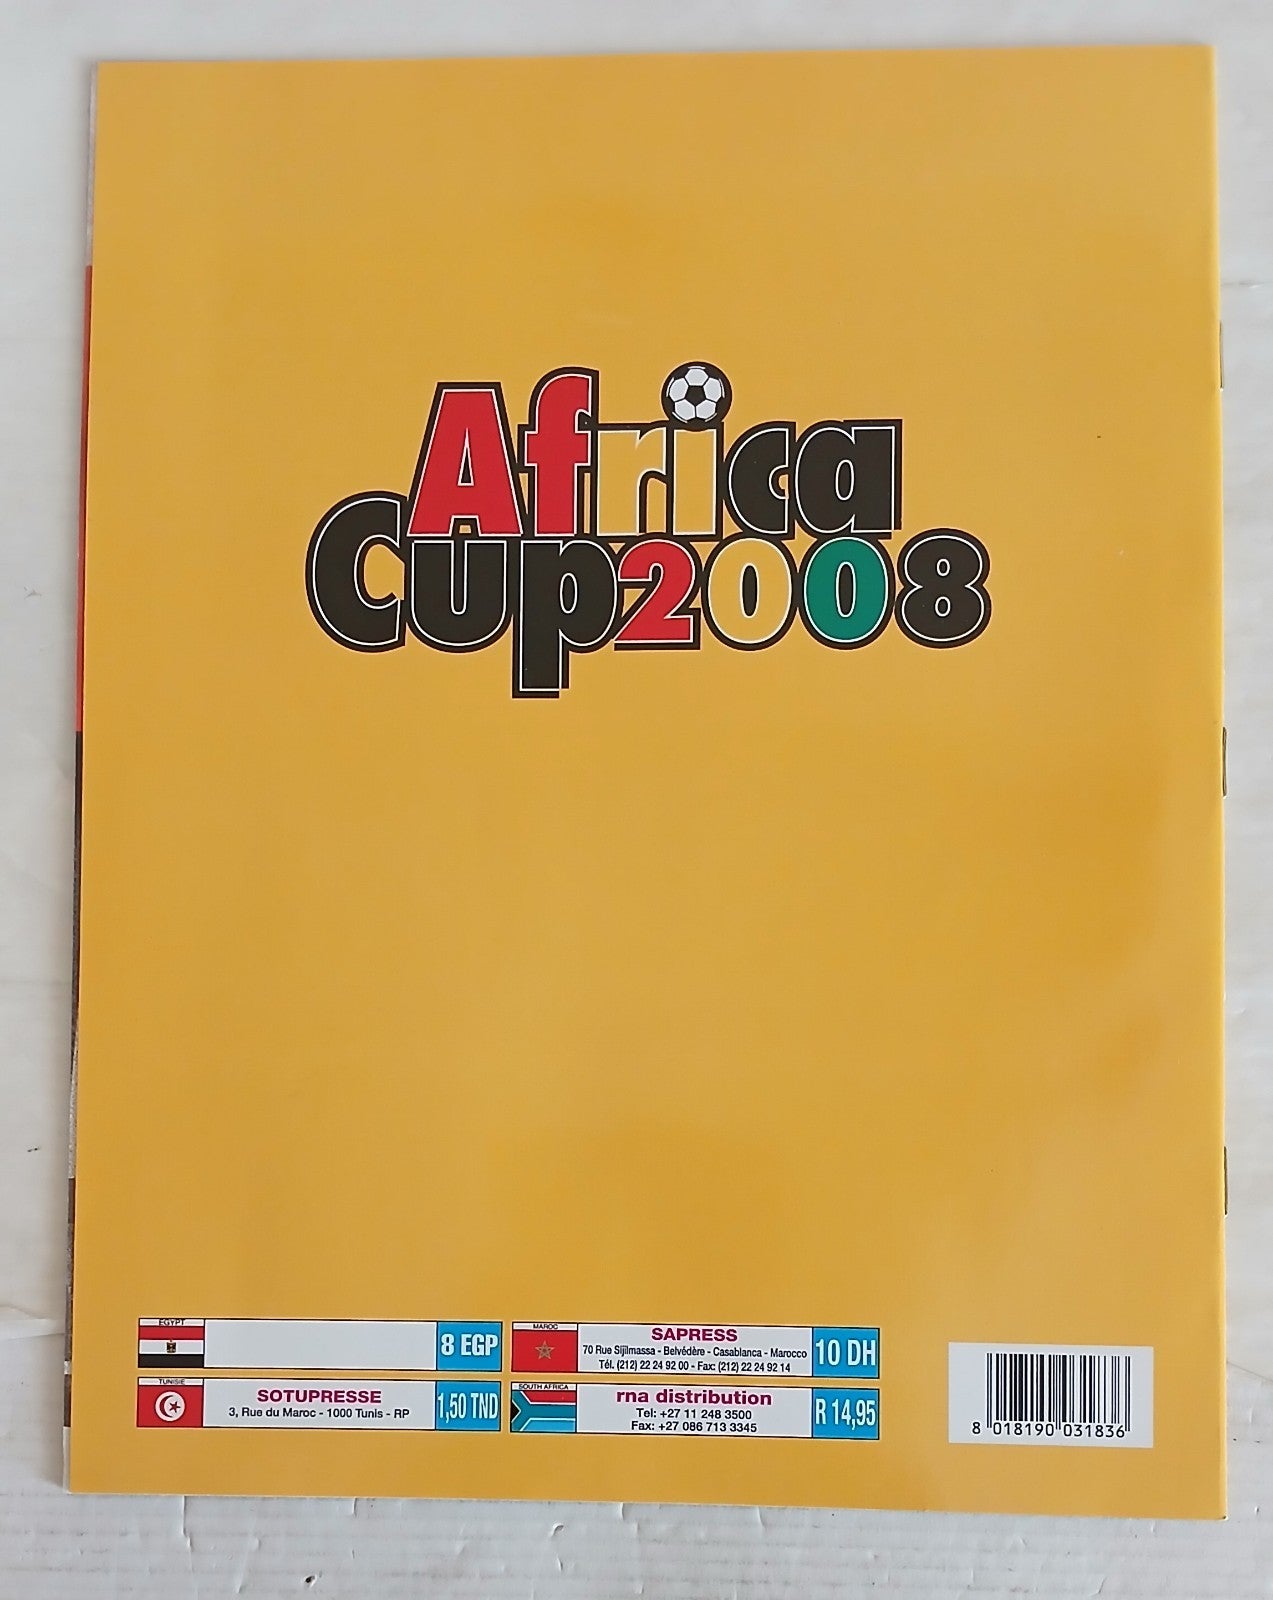 Africa
Cup2008
EGYPT
8 EGP
MAROC
SAPRESS
70 Rue Sijilmassa - Belvédère - Casablanca - Marocco
Tél. (212) 22 24 92 00 - Fax: (212) 22 24 92 14
10 DH
TUNISIE
SOTUPRESSE
3, Rue du Maroc - 1000 Tunis - RP
1,50 TND
SOUTH AFRICA
rna distribution
Tel: +27 11 248 3500
Fax: +27 086 713 3345
R 14,95
8 018190 031836